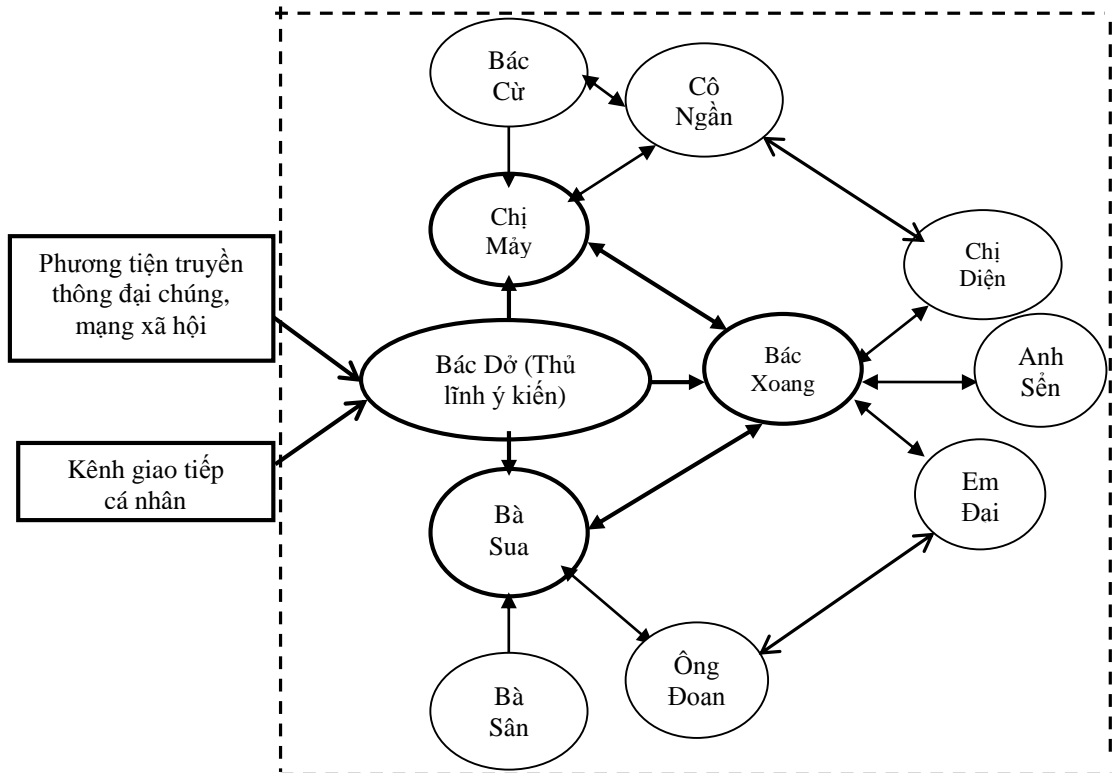 Bác
Cừ
Cô
Ngần
Chị
Mảy
Phương tiện truyền
thông đại chúng,
mạng xã hội
Chị
Diện
Bác Dở (Thủ
lĩnh ý kiến)
Bác
Xoang
Anh
Sển
Kênh giao tiếp
cá nhân
Bà
Sua
Em
Đai
Ông
Đoan
Bà
Sân